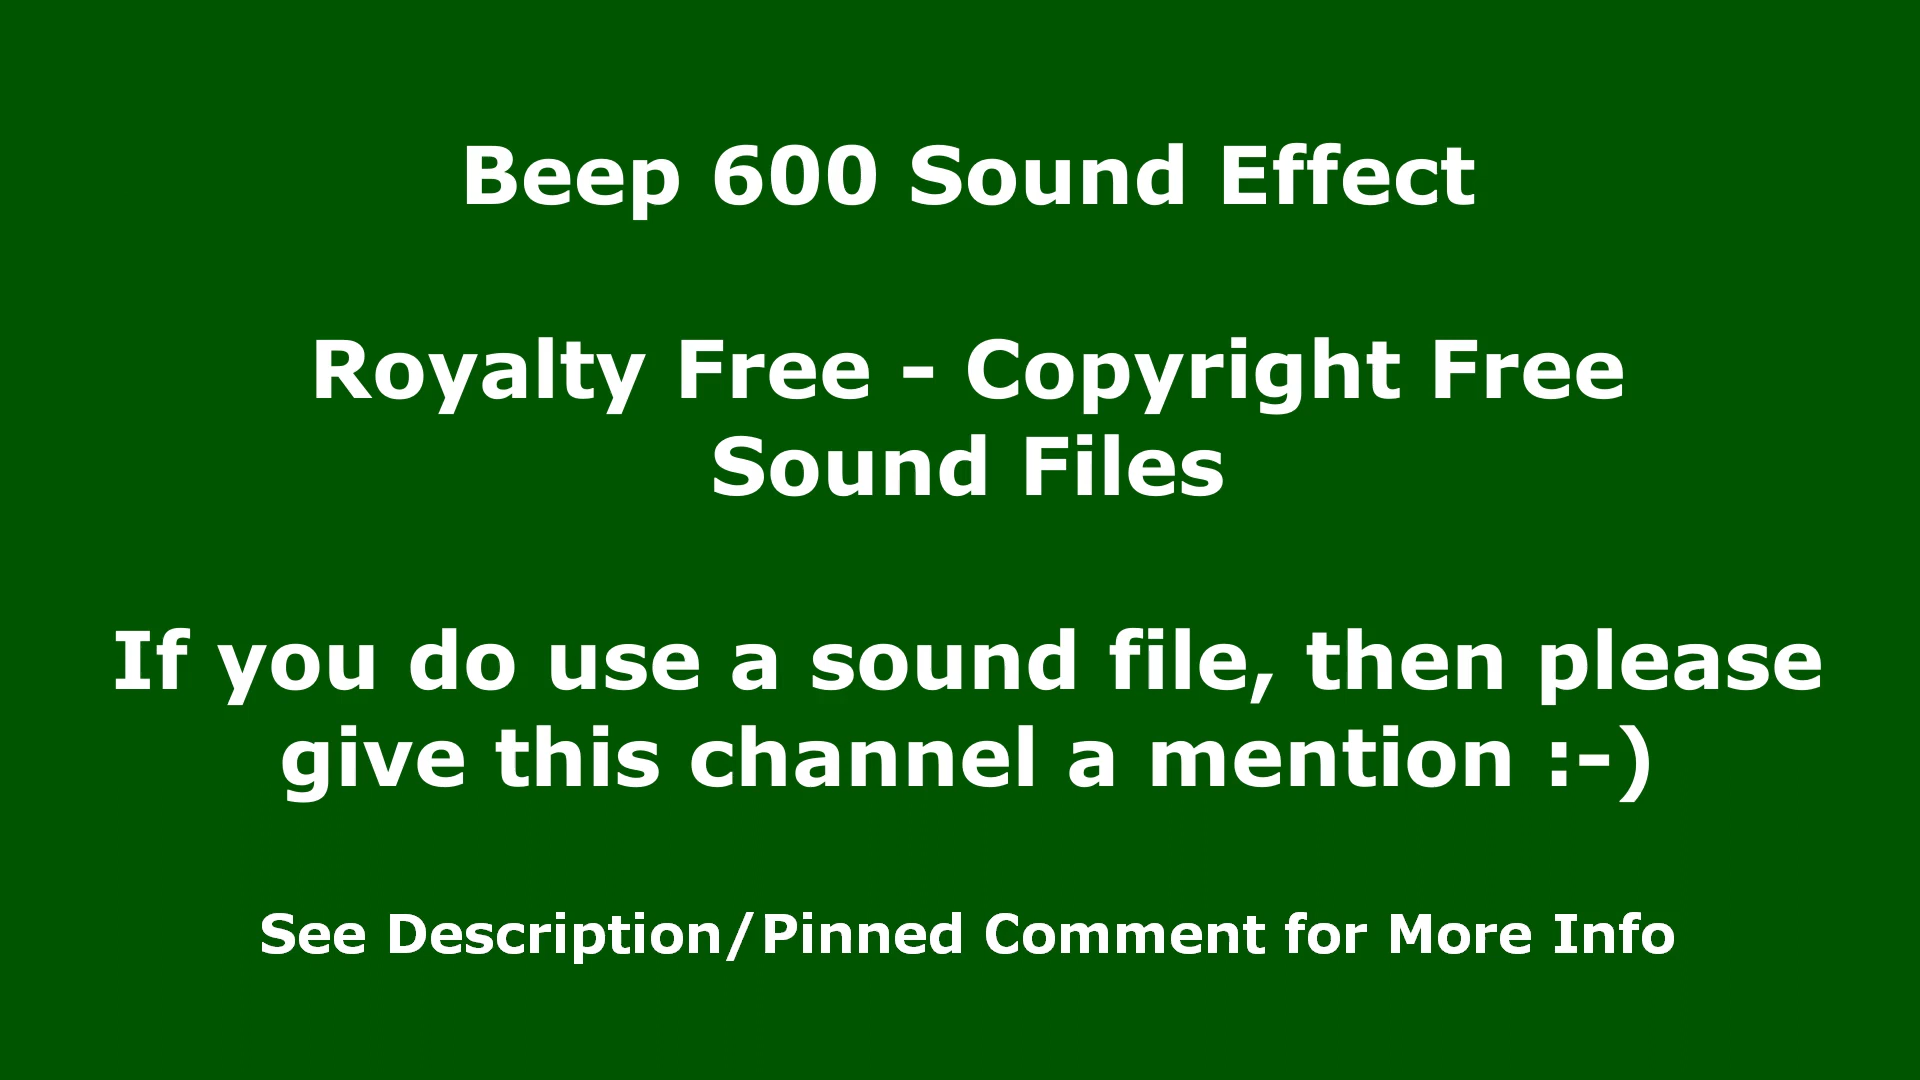 Beep 600 Sound Effect
Royalty Free - Copyright Free
Sound Files
If you do use a sound file, then please
give this channel a mention :-)
See Description/Pinned Comment for More Info